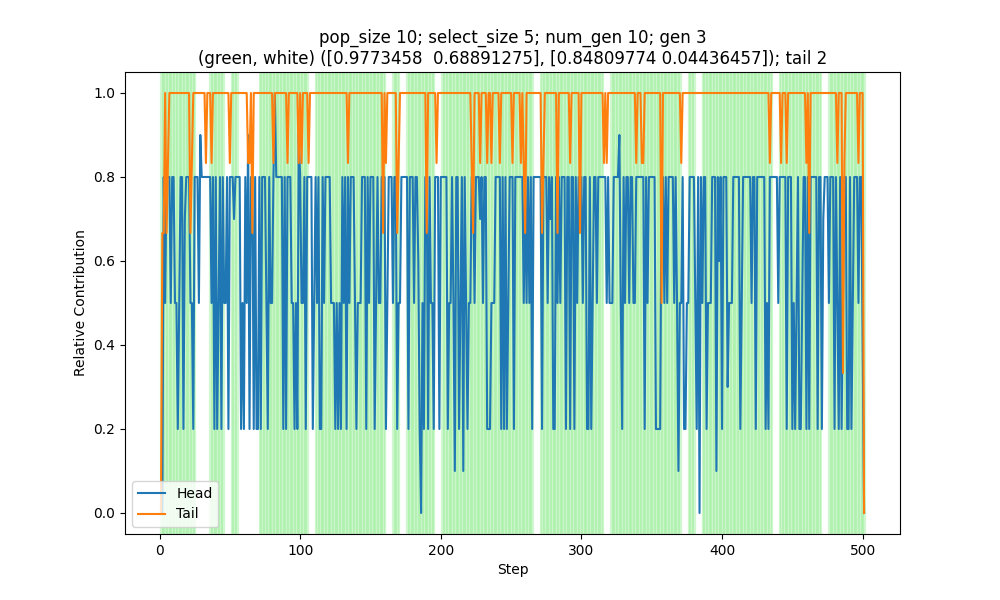 pop_size 10; select_size 5; num_gen 10; gen 3
(green, white) ([0.9773458  0.68891275], [0.84809774 0.04436457]); tail 2
1.0
0.8
0.6
0.4
0.2
0.0
Relative Contribution
Head
Tail
0
100
200
300
400
500
Step